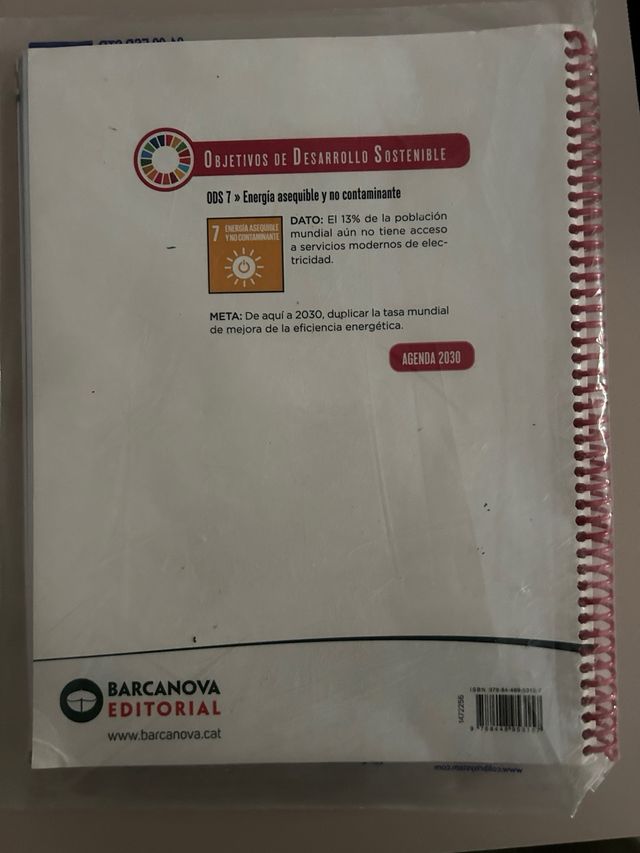 OBJETIVOS DE DESARROLLO SOSTENIBLE
ODS 7 » Energía asequible y no contaminante
7 ENERGÍA ASEQUIBLE
Y NO CONTAMINANTE
DATO: El 13% de la población
mundial aún no tiene acceso
a servicios modernos de elec-
tricidad.
META: De aquí a 2030, duplicar la tasa mundial
de mejora de la eficiencia energética.
AGENDA 2030
BARCANOVA
EDITORIAL
www.barcanova.cat
1472256